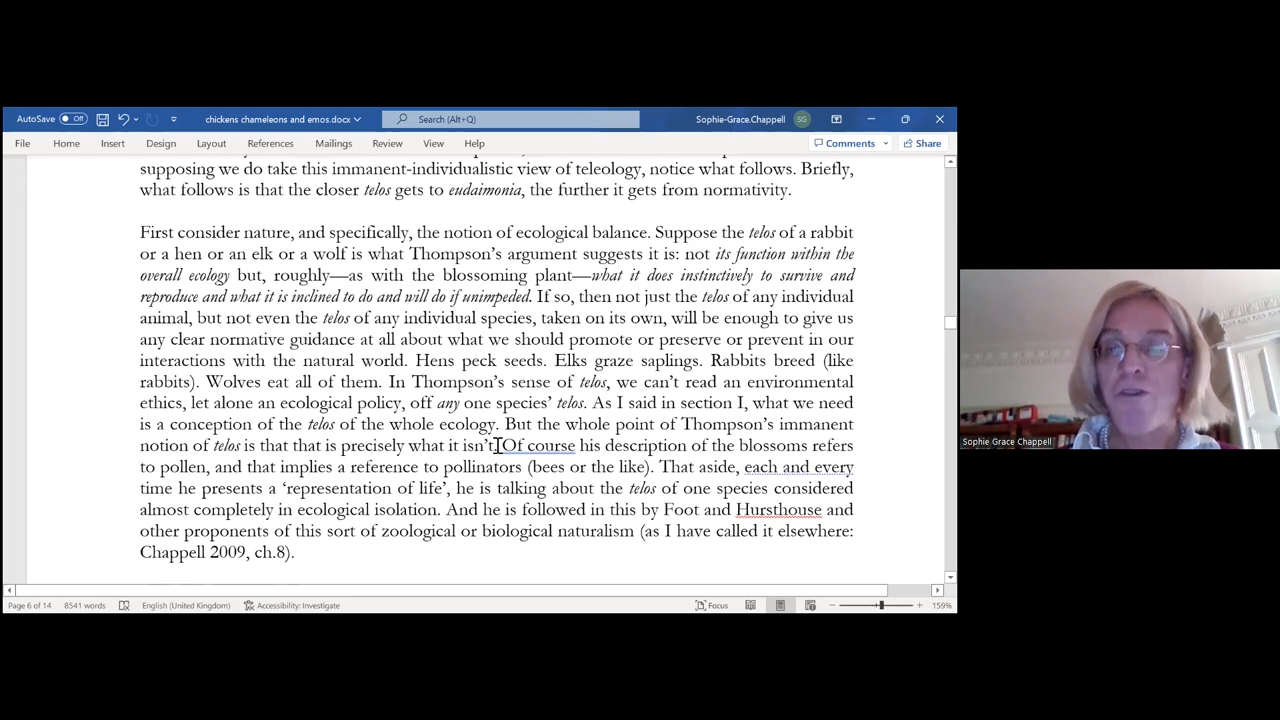 AutoSave Off chickens chameleons and emos.docx Search (Alt+Q) Sophie-Grace.Chappell SG
File Home Insert Design Layout References Mailings Review View Help Comments Share
supposing we do take this immanent-individualistic view of teleology, notice what follows. Briefly,
what follows is that the closer telos gets to eudaimonia, the further it gets from normativity.
First consider nature, and specifically, the notion of ecological balance. Suppose the telos of a rabbit
or a hen or an elk or a wolf is what Thompson’s argument suggests it is: not its function within the
overall ecology but, roughly—as with the blossoming plant—what it does instinctively to survive and
reproduce and what it is inclined to do and will do if unimpeded. If so, then not just the telos of any individual
animal, but not even the telos of any individual species, taken on its own, will be enough to give us
any clear normative guidance at all about what we should promote or preserve or prevent in our
interactions with the natural world. Hens peck seeds. Elks graze saplings. Rabbits breed (like
rabbits). Wolves eat all of them. In Thompson’s sense of telos, we can’t read an environmental
ethics, let alone an ecological policy, off any one species’ telos. As I said in section I, what we need
is a conception of the telos of the whole ecology. But the whole point of Thompson’s immanent
notion of telos is that that is precisely what it isn’t. Of course his description of the blossoms refers
to pollen, and that implies a reference to pollinators (bees or the like). That aside, each and every
time he presents a ‘representation of life’, he is talking about the telos of one species considered
almost completely in ecological isolation. And he is followed in this by Foot and Hursthouse and
other proponents of this sort of zoological or biological naturalism (as I have called it elsewhere:
Chappell 2009, ch.8).
Page 6 of 14 8541 words English (United Kingdom) Accessibility: Investigate Focus 159%
Sophie Grace Chappell